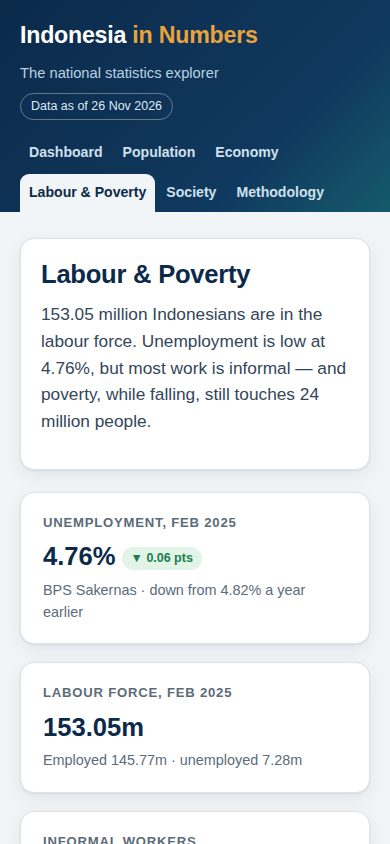 Indonesia in Numbers
The national statistics explorer
Data as of 26 Nov 2026
Dashboard Population Economy
Labour & Poverty Society Methodology
Labour & Poverty
153.05 million Indonesians are in the
labour force. Unemployment is low at
4.76%, but most work is informal — and
poverty, while falling, still touches 24
million people.
UNEMPLOYMENT, FEB 2025
4.76% ▼ 0.06 pts
BPS Sakernas · down from 4.82% a year
earlier
LABOUR FORCE, FEB 2025
153.05m
Employed 145.77m · unemployed 7.28m
INFORMAL WORKERS